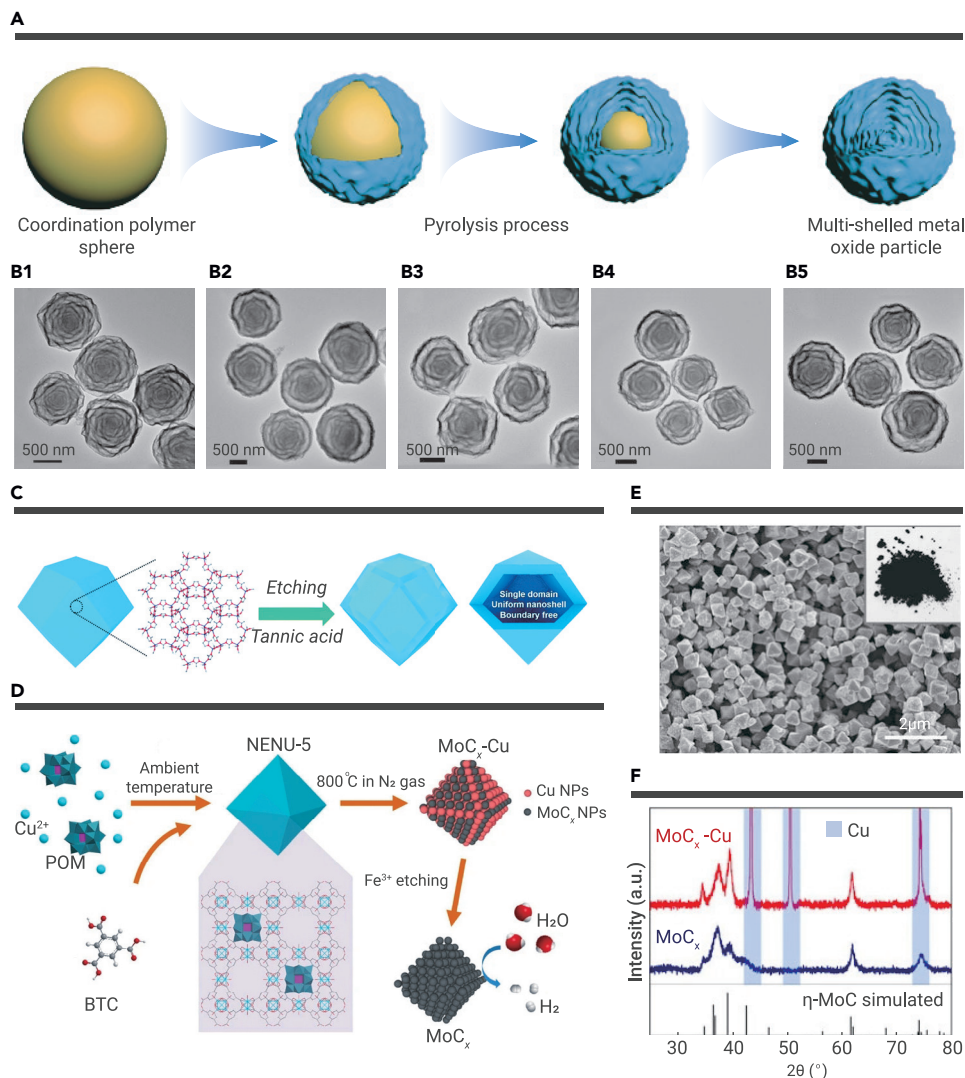 A
Coordination polymer
sphere
Pyrolysis process
Multi-shelled metal
oxide particle
B1
B2
B3
B4
B5
500 nm
500 nm
500 nm
500 nm
500 nm
C
Etching
Tannic acid
Single domain
Uniform nanoshell
Boundary free
D
Cu²⁺
POM
Ambient
temperature
BTC
NENU-5
800℃ in N₂ gas
MoCₓ-Cu
Cu NPs
MoCₓ NPs
Fe³⁺ etching
H₂O
H₂
MoCₓ
E
2μm
F
MoCₓ -Cu
Cu
MoCₓ
η-MoC simulated
Intensity (a.u.)
30 40 50 60 70 80
2θ (°)